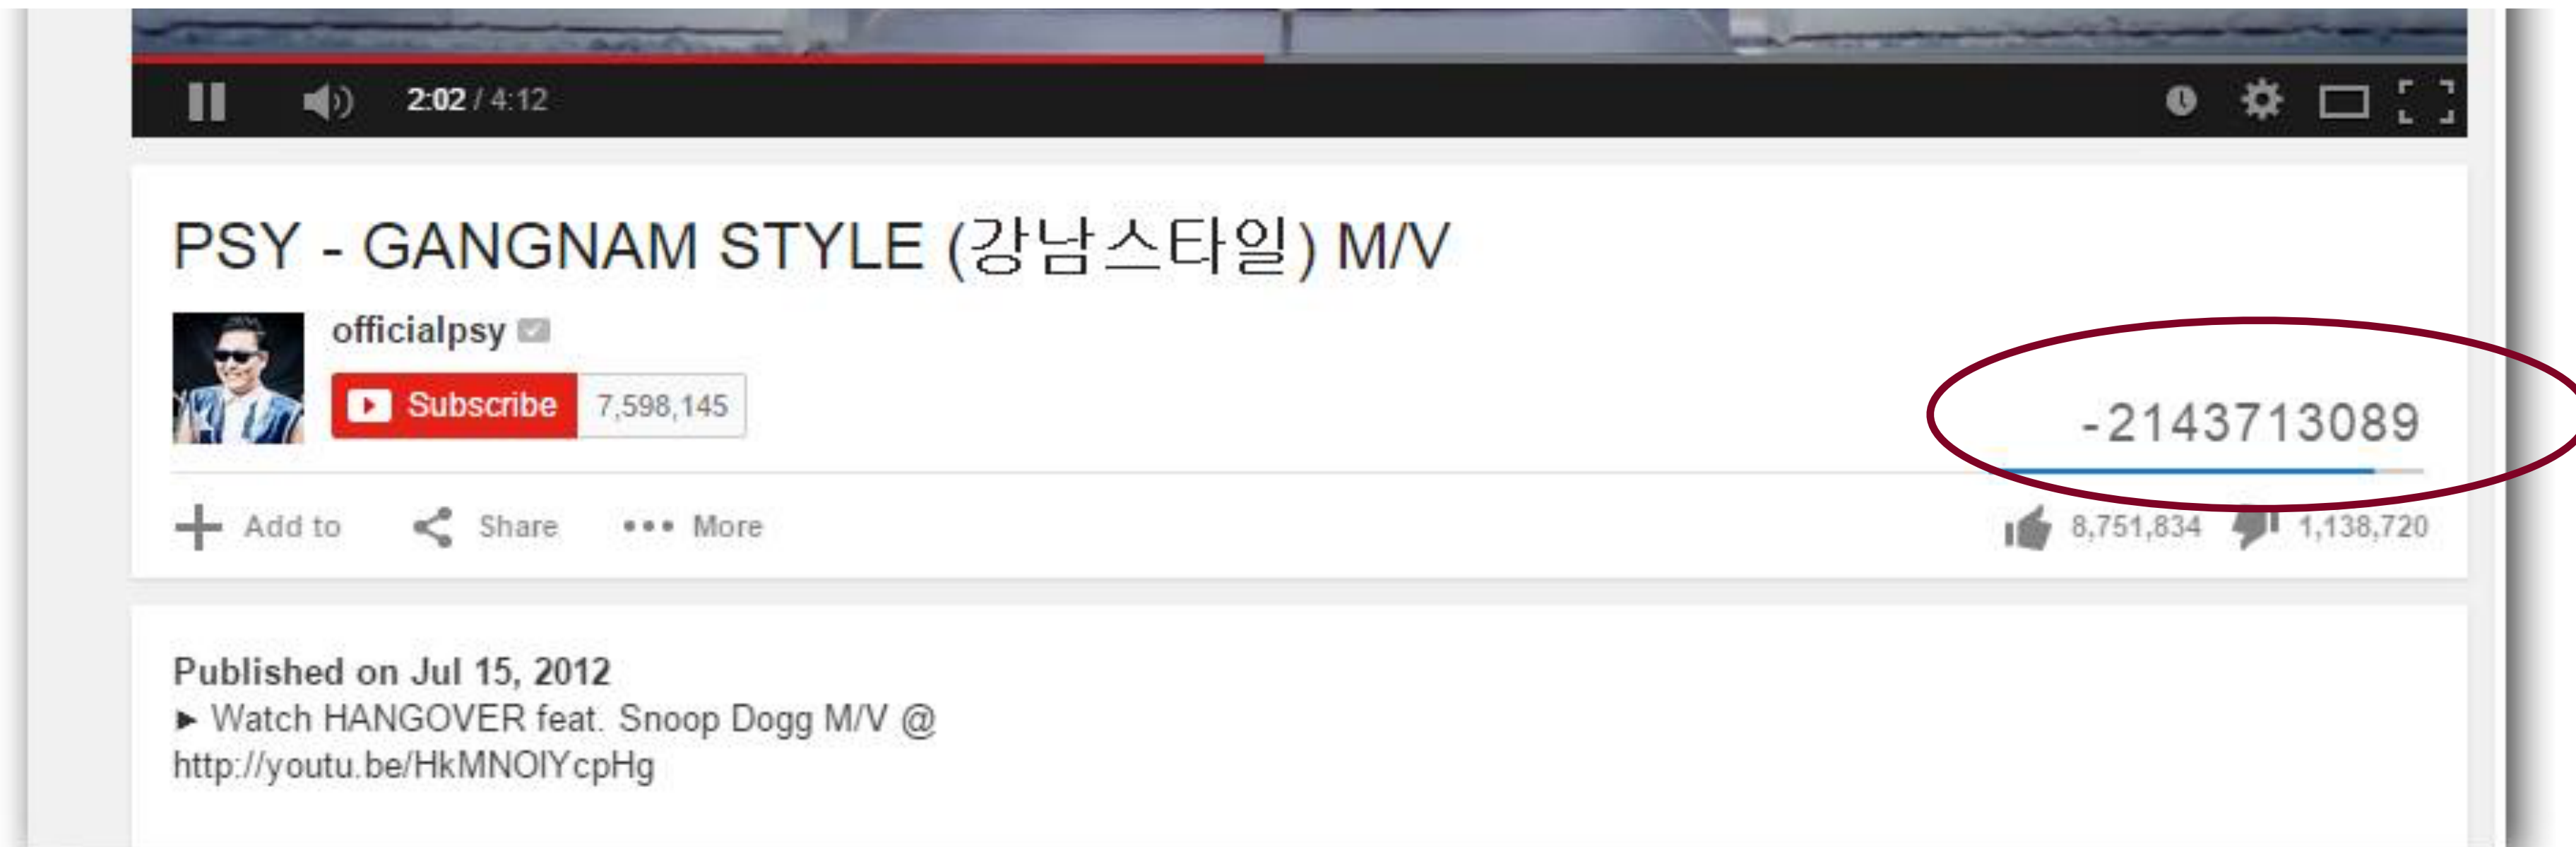 2:02 / 4:12
PSY - GANGNAM STYLE (강남스타일) M/V
officialpsy
Subscribe 7,598,145
-2143713089
Add to Share More
8,751,834 1,138,720
Published on Jul 15, 2012
► Watch HANGOVER feat. Snoop Dogg M/V @
http://youtu.be/HkMNOIYcpHg